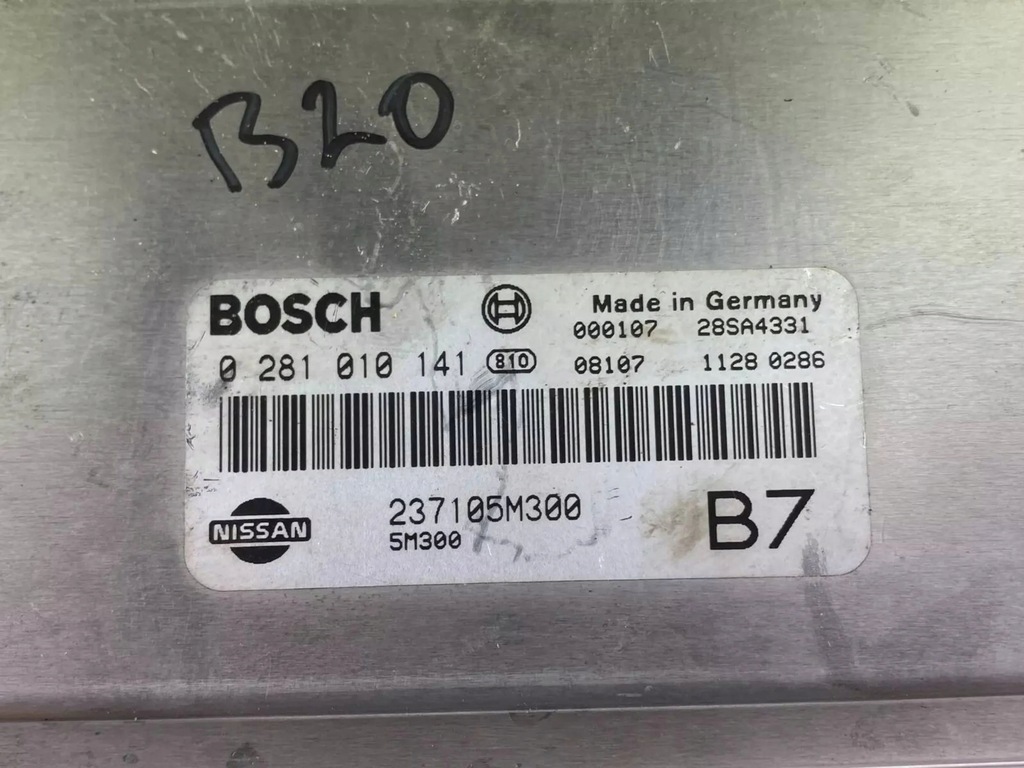 B20
BOSCH Made in Germany
000107 28SA4331
0 281 010 141 810 08107 1128 0286
NISSAN 237105M300 B7
5M300